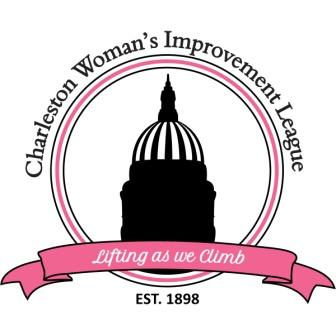 Charleston Woman's Improvement League
Lifting as we Climb
EST. 1898